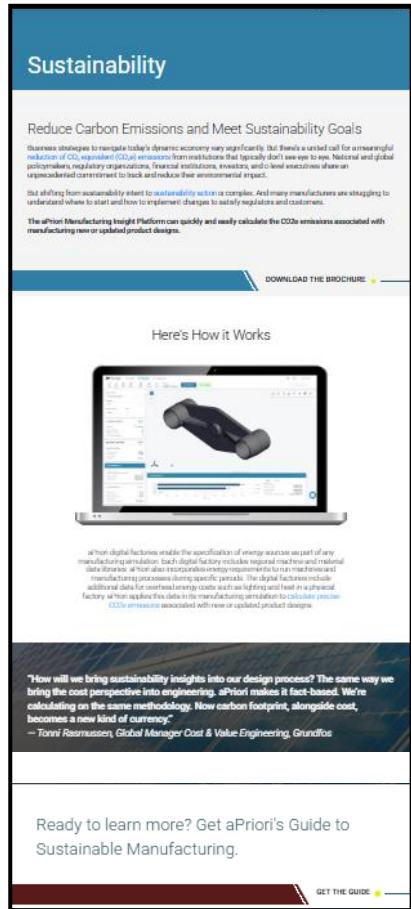 Sustainability
Reduce Carbon Emissions and Meet Sustainability Goals
Business strategies to navigate today's dynamic economy vary significantly. But there's a united call for a meaningful
reduction of CO₂ equivalent (CO₂e) emissions from institutions that typically don't see eye to eye. National and global
policymakers, regulatory organizations, financial institutions, investors, and c-level executives share an
unprecedented commitment to track and reduce their environmental impact.
But shifting from sustainability intent to sustainability action is complex. And many manufacturers are struggling to
understand where to start and how to implement changes to satisfy regulators and customers.
The aPriori Manufacturing Insight Platform can quickly and easily calculate the CO2e emissions associated with
manufacturing new or updated product designs.
DOWNLOAD THE BROCHURE
Here's How it Works
aPriori digital factories enable the specification of energy sources as part of any
manufacturing simulation. Each digital factory includes regional machine and material
data libraries. aPriori also incorporates energy requirements to run machines and
manufacturing processes during specific periods. The digital factories include
additional data for overhead energy costs such as lighting and heat in a physical
factory. aPriori applies this data in its manufacturing simulation to calculate precise
CO2e emissions associated with new or updated product designs.
"How will we bring sustainability insights into our design process? The same way we
bring the cost perspective into engineering. aPriori makes it fact-based. We're
calculating on the same methodology. Now carbon footprint, alongside cost,
becomes a new kind of currency."
— Tonni Rasmussen, Global Manager Cost & Value Engineering, Grundfos
Ready to learn more? Get aPriori's Guide to
Sustainable Manufacturing.
GET THE GUIDE